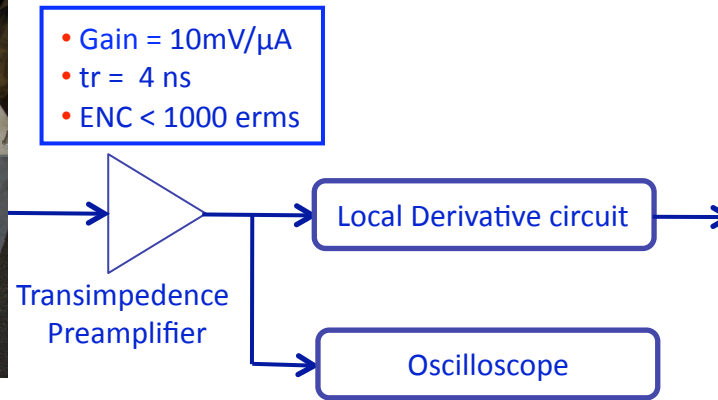 • Gain = 10mV/μA
• tr = 4 ns
• ENC < 1000 erms
Local Derivative circuit
Transimpedence
Preamplifier
Oscilloscope